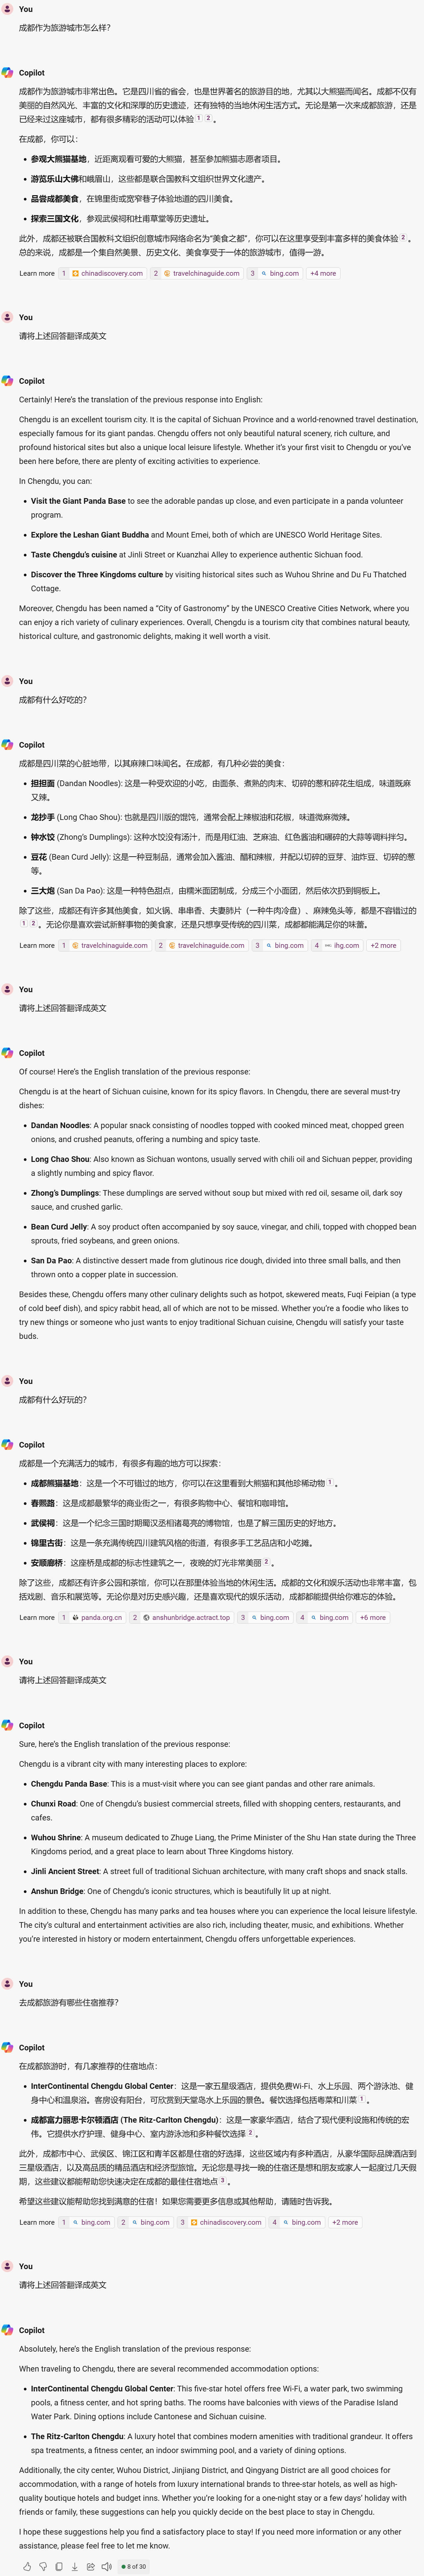 You
成都作为旅游城市怎么样？
Copilot
成都作为旅游城市非常出色。它是四川省的省会，也是世界著名的旅游目的地，尤其以大熊猫而闻名。成都不仅有
美丽的自然风光、丰富的文化和深厚的历史遗迹，还有独特的当地休闲生活方式。无论是第一次来成都旅游，还是
已经来过这座城市，都有很多精彩的活动可以体验 1 2 。
在成都，你可以：
• 参观大熊猫基地，近距离观看可爱的大熊猫，甚至参加熊猫志愿者项目。
• 游览乐山大佛和峨眉山，这些都是联合国教科文组织世界文化遗产。
• 品尝成都美食，在锦里街或宽窄巷子体验地道的四川美食。
• 探索三国文化，参观武侯祠和杜甫草堂等历史遗址。
此外，成都还被联合国教科文组织创意城市网络命名为“美食之都”，你可以在这里享受到丰富多样的美食体验 2 。
总的来说，成都是一个集自然美景、历史文化、美食享受于一体的旅游城市，值得一游。
Learn more 1 chinadiscovery.com 2 travelchinaguide.com 3 bing.com +4 more
You
请将上述回答翻译成英文
Copilot
Certainly! Here’s the translation of the previous response into English:
Chengdu is an excellent tourism city. It is the capital of Sichuan Province and a world-renowned travel destination,
especially famous for its giant pandas. Chengdu offers not only beautiful natural scenery, rich culture, and
profound historical sites but also a unique local leisure lifestyle. Whether it’s your first visit to Chengdu or you’ve
been here before, there are plenty of exciting activities to experience.
In Chengdu, you can:
• Visit the Giant Panda Base to see the adorable pandas up close, and even participate in a panda volunteer
program.
• Explore the Leshan Giant Buddha and Mount Emei, both of which are UNESCO World Heritage Sites.
• Taste Chengdu’s cuisine at Jinli Street or Kuanzhai Alley to experience authentic Sichuan food.
• Discover the Three Kingdoms culture by visiting historical sites such as Wuhou Shrine and Du Fu Thatched
Cottage.
Moreover, Chengdu has been named a “City of Gastronomy” by the UNESCO Creative Cities Network, where you
can enjoy a rich variety of culinary experiences. Overall, Chengdu is a tourism city that combines natural beauty,
historical culture, and gastronomic delights, making it well worth a visit.
You
成都有什么好吃的？
Copilot
成都是四川菜的心脏地带，以其麻辣口味闻名。在成都，有几种必尝的美食：
• 担担面 (Dandan Noodles): 这是一种受欢迎的小吃，由面条、煮熟的肉末、切碎的葱和碎花生组成，味道既麻
又辣。
• 龙抄手 (Long Chao Shou): 也就是四川版的馄饨，通常会配上辣椒油和花椒，味道微麻微辣。
• 钟水饺 (Zhong’s Dumplings): 这种水饺没有汤汁，而是用红油、芝麻油、红色酱油和碾碎的大蒜等调料拌匀。
• 豆花 (Bean Curd Jelly): 这是一种豆制品，通常会加入酱油、醋和辣椒，并配以切碎的豆芽、油炸豆、切碎的葱
等。
• 三大炮 (San Da Pao): 这是一种特色甜点，由糯米面团制成，分成三个小面团，然后依次扔到铜板上。
除了这些，成都还有许多其他美食，如火锅、串串香、夫妻肺片（一种牛肉冷盘）、麻辣兔头等，都是不容错过的
1 2 。无论你是喜欢尝试新鲜事物的美食家，还是只想享受传统的四川菜，成都都能满足你的味蕾。
Learn more 1 travelchinaguide.com 2 travelchinaguide.com 3 bing.com 4 ihg.com +2 more
You
请将上述回答翻译成英文
Copilot
Of course! Here’s the English translation of the previous response:
Chengdu is at the heart of Sichuan cuisine, known for its spicy flavors. In Chengdu, there are several must-try
dishes:
• Dandan Noodles: A popular snack consisting of noodles topped with cooked minced meat, chopped green
onions, and crushed peanuts, offering a numbing and spicy taste.
• Long Chao Shou: Also known as Sichuan wontons, usually served with chili oil and Sichuan pepper, providing
a slightly numbing and spicy flavor.
• Zhong’s Dumplings: These dumplings are served without soup but mixed with red oil, sesame oil, dark soy
sauce, and crushed garlic.
• Bean Curd Jelly: A soy product often accompanied by soy sauce, vinegar, and chili, topped with chopped bean
sprouts, fried soybeans, and green onions.
• San Da Pao: A distinctive dessert made from glutinous rice dough, divided into three small balls, and then
thrown onto a copper plate in succession.
Besides these, Chengdu offers many other culinary delights such as hotpot, skewered meats, Fuqi Feipian (a type
of cold beef dish), and spicy rabbit head, all of which are not to be missed. Whether you’re a foodie who likes to
try new things or someone who just wants to enjoy traditional Sichuan cuisine, Chengdu will satisfy your taste
buds.
You
成都有什么好玩的？
Copilot
成都是一个充满活力的城市，有很多有趣的地方可以探索：
• 成都熊猫基地：这是一个不可错过的地方，你可以在这里看到大熊猫和其他珍稀动物 1 。
• 春熙路：这是成都最繁华的商业街之一，有很多购物中心、餐馆和咖啡馆。
• 武侯祠：这是一个纪念三国时期蜀汉丞相诸葛亮的博物馆，也是了解三国历史的好地方。
• 锦里古街：这是一条充满传统四川建筑风格的街道，有很多手工艺品店和小吃摊。
• 安顺廊桥：这座桥是成都的标志性建筑之一，夜晚的灯光非常美丽 2 。
除了这些，成都还有许多公园和茶馆，你可以在那里体验当地的休闲生活。成都的文化和娱乐活动也非常丰富，包
括戏剧、音乐和展览等。无论你是对历史感兴趣，还是喜欢现代的娱乐活动，成都都能提供给你难忘的体验。
Learn more 1 panda.org.cn 2 anshunbridge.actract.top 3 bing.com 4 bing.com +6 more
You
请将上述回答翻译成英文
Copilot
Sure, here’s the English translation of the previous response:
Chengdu is a vibrant city with many interesting places to explore:
• Chengdu Panda Base: This is a must-visit where you can see giant pandas and other rare animals.
• Chunxi Road: One of Chengdu’s busiest commercial streets, filled with shopping centers, restaurants, and
cafes.
• Wuhou Shrine: A museum dedicated to Zhuge Liang, the Prime Minister of the Shu Han state during the Three
Kingdoms period, and a great place to learn about Three Kingdoms history.
• Jinli Ancient Street: A street full of traditional Sichuan architecture, with many craft shops and snack stalls.
• Anshun Bridge: One of Chengdu’s iconic structures, which is beautifully lit up at night.
In addition to these, Chengdu has many parks and tea houses where you can experience the local leisure lifestyle.
The city’s cultural and entertainment activities are also rich, including theater, music, and exhibitions. Whether
you’re interested in history or modern entertainment, Chengdu offers unforgettable experiences.
You
去成都旅游有哪些住宿推荐？
Copilot
在成都旅游时，有几家推荐的住宿地点：
• InterContinental Chengdu Global Center：这是一家五星级酒店，提供免费Wi-Fi、水上乐园、两个游泳池、健
身中心和温泉浴。客房设有阳台，可欣赏到天堂岛水上乐园的景色。餐饮选择包括粤菜和川菜 1 。
• 成都富力丽思卡尔顿酒店 (The Ritz-Carlton Chengdu)：这是一家豪华酒店，结合了现代便利设施和传统的宏
伟。它提供水疗护理、健身中心、室内游泳池和多种餐饮选择 2 。
此外，成都市中心、武侯区、锦江区和青羊区都是住宿的好选择，这些区域内有多种酒店，从豪华国际品牌酒店到
三星级酒店，以及高品质的精品酒店和经济型旅馆。无论你是寻找一晚的住宿还是想和朋友或家人一起度过几天假
期，这些建议都能帮助您快速决定在成都的最佳住宿地点 3 。
希望这些建议能帮助您找到满意的住宿！如果您需要更多信息或其他帮助，请随时告诉我。
Learn more 1 bing.com 2 bing.com 3 chinadiscovery.com 4 bing.com +2 more
You
请将上述回答翻译成英文
Copilot
Absolutely, here’s the English translation of the previous response:
When traveling to Chengdu, there are several recommended accommodation options:
• InterContinental Chengdu Global Center: This five-star hotel offers free Wi-Fi, a water park, two swimming
pools, a fitness center, and hot spring baths. The rooms have balconies with views of the Paradise Island
Water Park. Dining options include Cantonese and Sichuan cuisine.
• The Ritz-Carlton Chengdu: A luxury hotel that combines modern amenities with traditional grandeur. It offers
spa treatments, a fitness center, an indoor swimming pool, and a variety of dining options.
Additionally, the city center, Wuhou District, Jinjiang District, and Qingyang District are all good choices for
accommodation, with a range of hotels from luxury international brands to three-star hotels, as well as high-
quality boutique hotels and budget inns. Whether you’re looking for a one-night stay or a few days’ holiday with
friends or family, these suggestions can help you quickly decide on the best place to stay in Chengdu.
I hope these suggestions help you find a satisfactory place to stay! If you need more information or any other
assistance, please feel free to let me know.
8 of 30